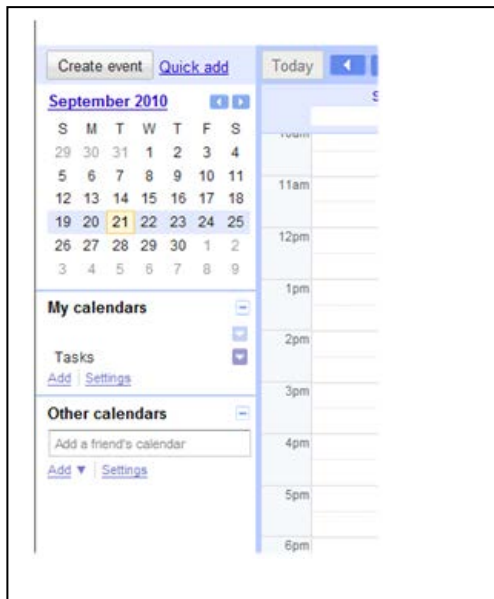 Create event Quick add Today
September 2010 S
S M T W T F S
29 30 31 1 2 3 4
5 6 7 8 9 10 11
12 13 14 15 16 17 18
19 20 21 22 23 24 25
26 27 28 29 30 1 2
3 4 5 6 7 8 9
My calendars
Tasks
Add Settings
Other calendars
Add a friend's calendar
Add ▼ Settings
10am
11am
12pm
1pm
2pm
3pm
4pm
5pm
6pm